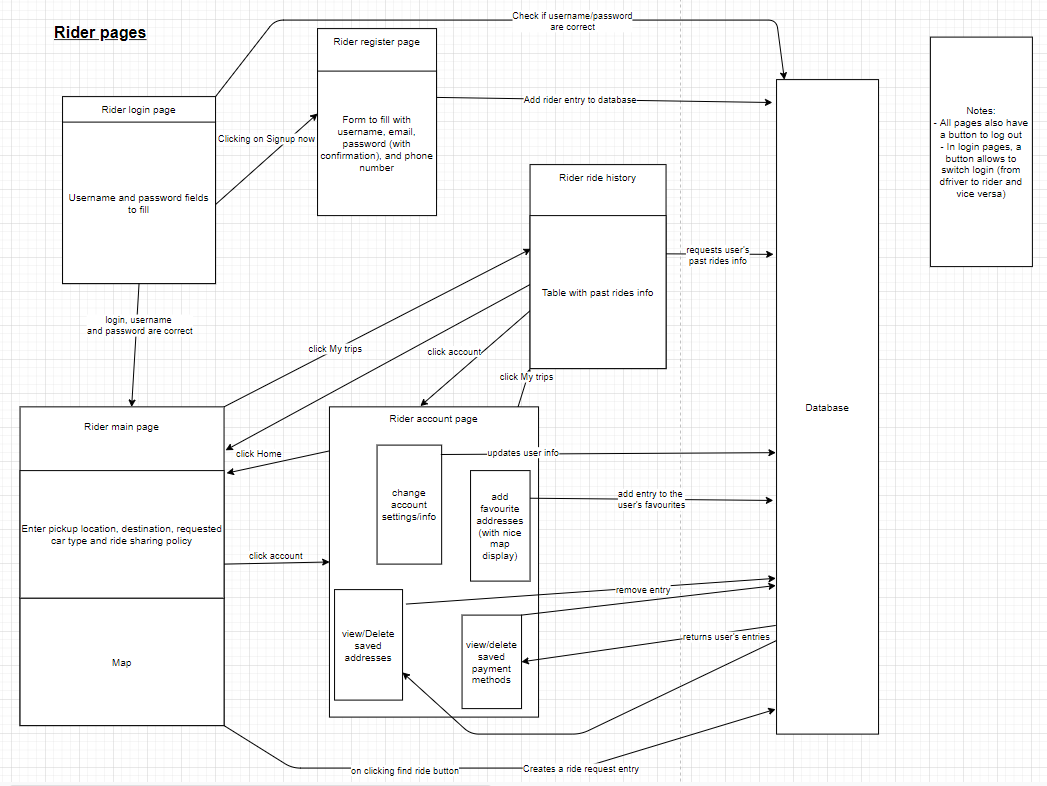 Rider pages
Check if username/password
are correct
Rider register page
Rider login page
Add rider entry to database
Notes:
- All pages also have
a button to log out
- In login pages, a
button allows to
switch login (from
dfriver to rider and
vice versa)
Clicking on Signup now
Form to fill with
username, email,
password (with
confirmation), and phone
number
Rider ride history
Username and password fields
to fill
requests user's
past rides info
Table with past rides info
login, username
and password are correct
click My trips
click account
click My trips
Database
Rider main page
Rider account page
click Home
updates user info
change
account
settings/info
add
favourite
addresses
(with nice
map
display)
add entry to the
user's favourites
Enter pickup location, destination, requested
car type and ride sharing policy
click account
remove entry
view/Delete
saved
addresses
view/delete
saved
payment
methods
returns user's entries
Map
on clicking find ride button
Creates a ride request entry